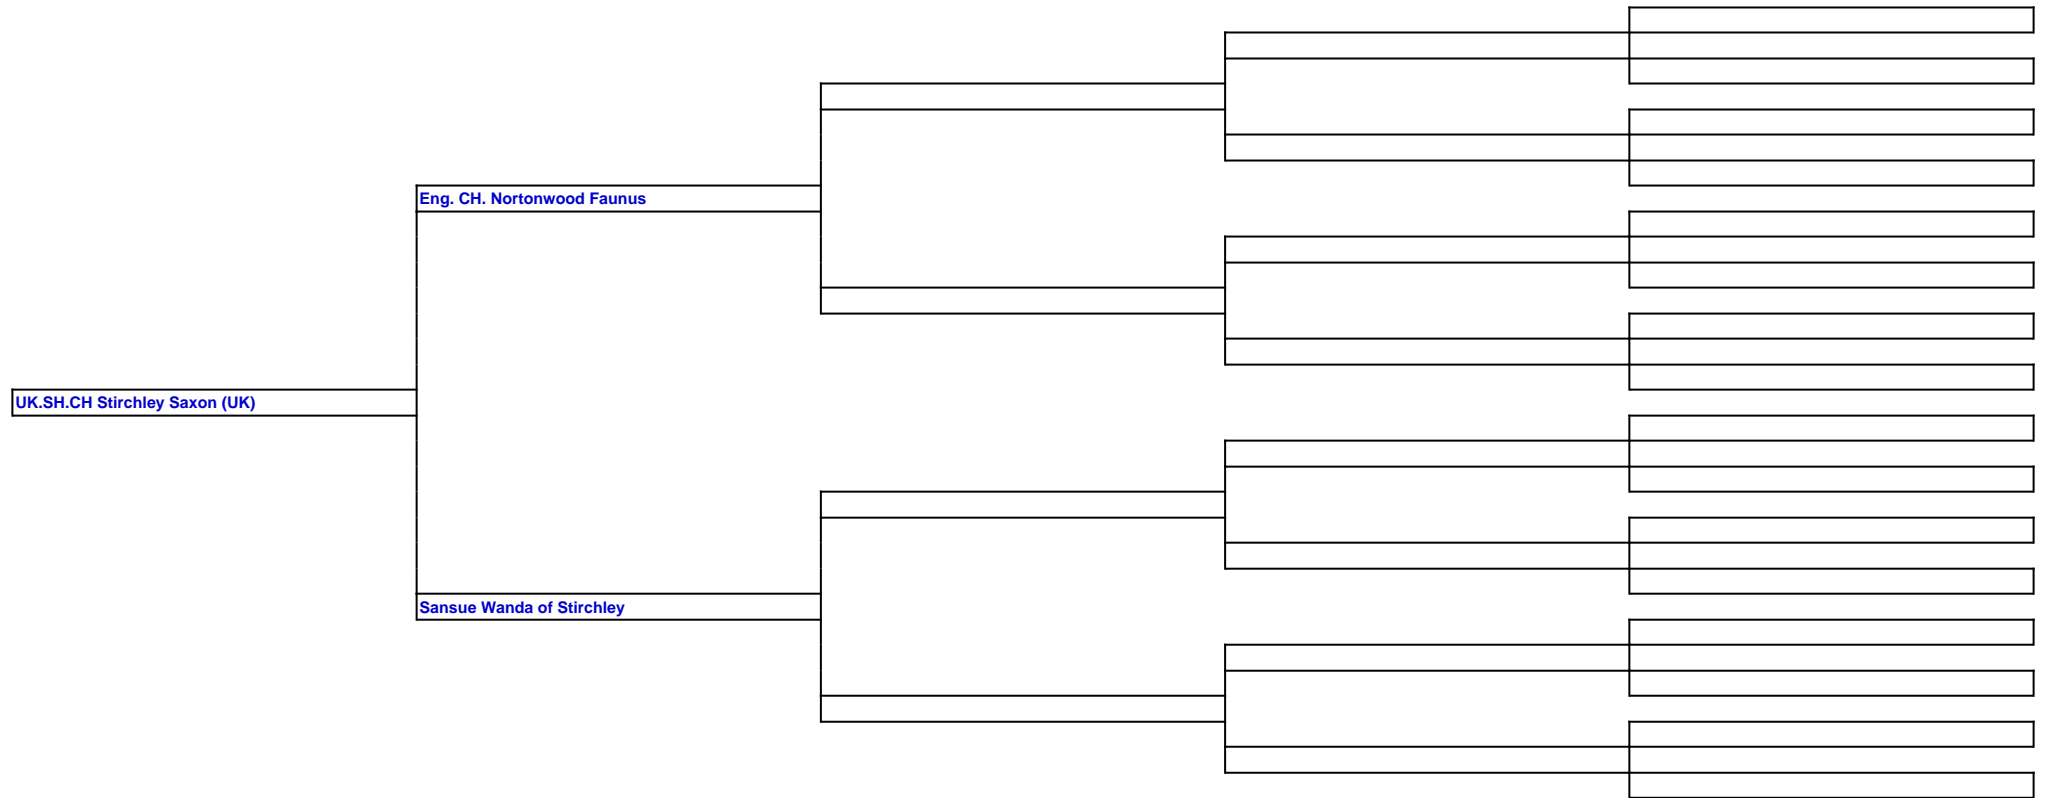 Eng. CH. Nortonwood Faunus
UK.SH.CH Stirchley Saxon (UK)
Sansue Wanda of Stirchley